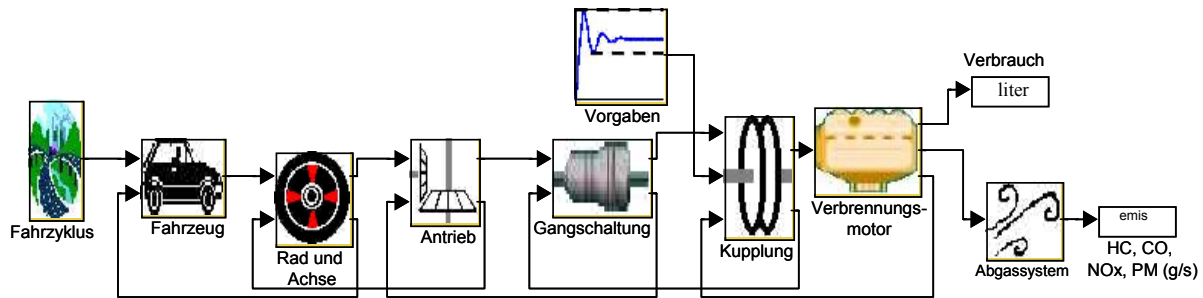 Verbrauch
liter
Vorgaben
Fahrzyklus
Fahrzeug
Rad und
Achse
Antrieb
Gangschaltung
Kupplung
Verbrennungs-
motor
Abgassystem
emis
HC, CO,
NOx, PM (g/s)